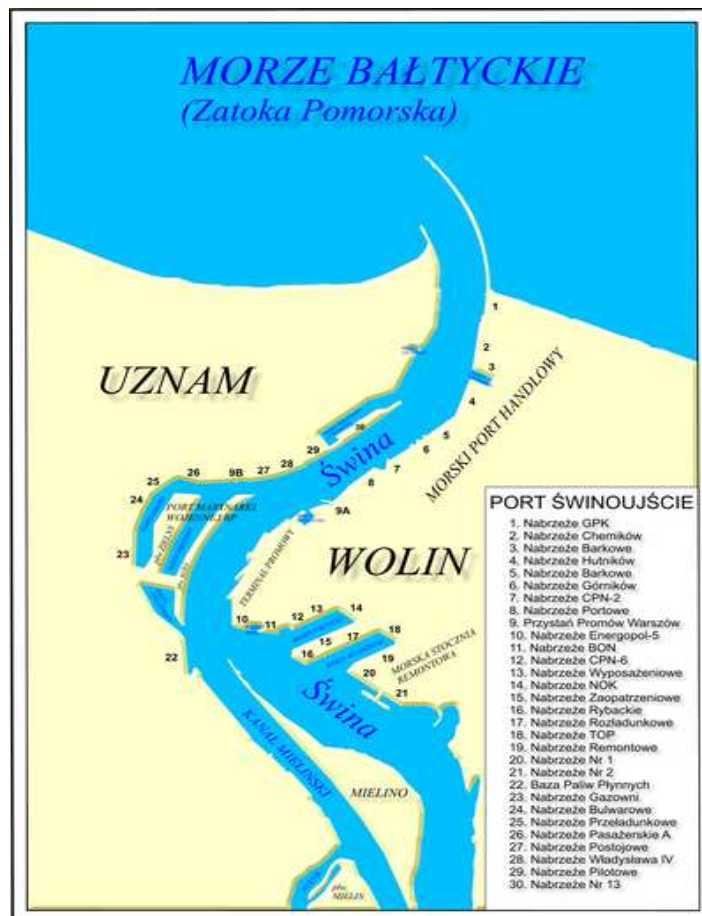 MORZE BAŁTYCKIE
(Zatoka Pomorska)
1
2
3
UZNAM
4
MORSKI PORT HANDLOWY
30
5
29
6
Świna
28
7
27
9B
26
8
25
24
PORT MARYNARKI
WOJENNEJ RP
9A
23
TERMINAL PROMOWY
WOLIN
10
11
12
13
14
15
16
17
18
19
20
21
MORSKA STOCZNIA
REMONTOWA
22
Świna
KANAŁ MIELIŃSKI
MIELINO
płw.
MIELIN
PORT ŚWINOUJŚCIE
1. Nabrzeże GPK
2. Nabrzeże Chemików
3. Nabrzeże Barkowe
4. Nabrzeże Hutników
5. Nabrzeże Barkowe
6. Nabrzeże Górników
7. Nabrzeże CPN-2
8. Nabrzeże Portowe
9. Przystań Promów Warszów
10. Nabrzeże Energopol-5
11. Nabrzeże BON
12. Nabrzeże CPN-6
13. Nabrzeże Wyposażeniowe
14. Nabrzeże NOK
15. Nabrzeże Zaopatrzeniowe
16. Nabrzeże Rybackie
17. Nabrzeże Rozładunkowe
18. Nabrzeże TOP
19. Nabrzeże Remontowe
20. Nabrzeże Nr 1
21. Nabrzeże Nr 2
22. Baza Paliw Płynnych
23. Nabrzeże Gazowni
24. Nabrzeże Bulwarowe
25. Nabrzeże Przeładunkowe
26. Nabrzeże Pasażerskie A
27. Nabrzeże Postojowe
28. Nabrzeże Władysława IV
29. Nabrzeże Pilotowe
30. Nabrzeże Nr 13